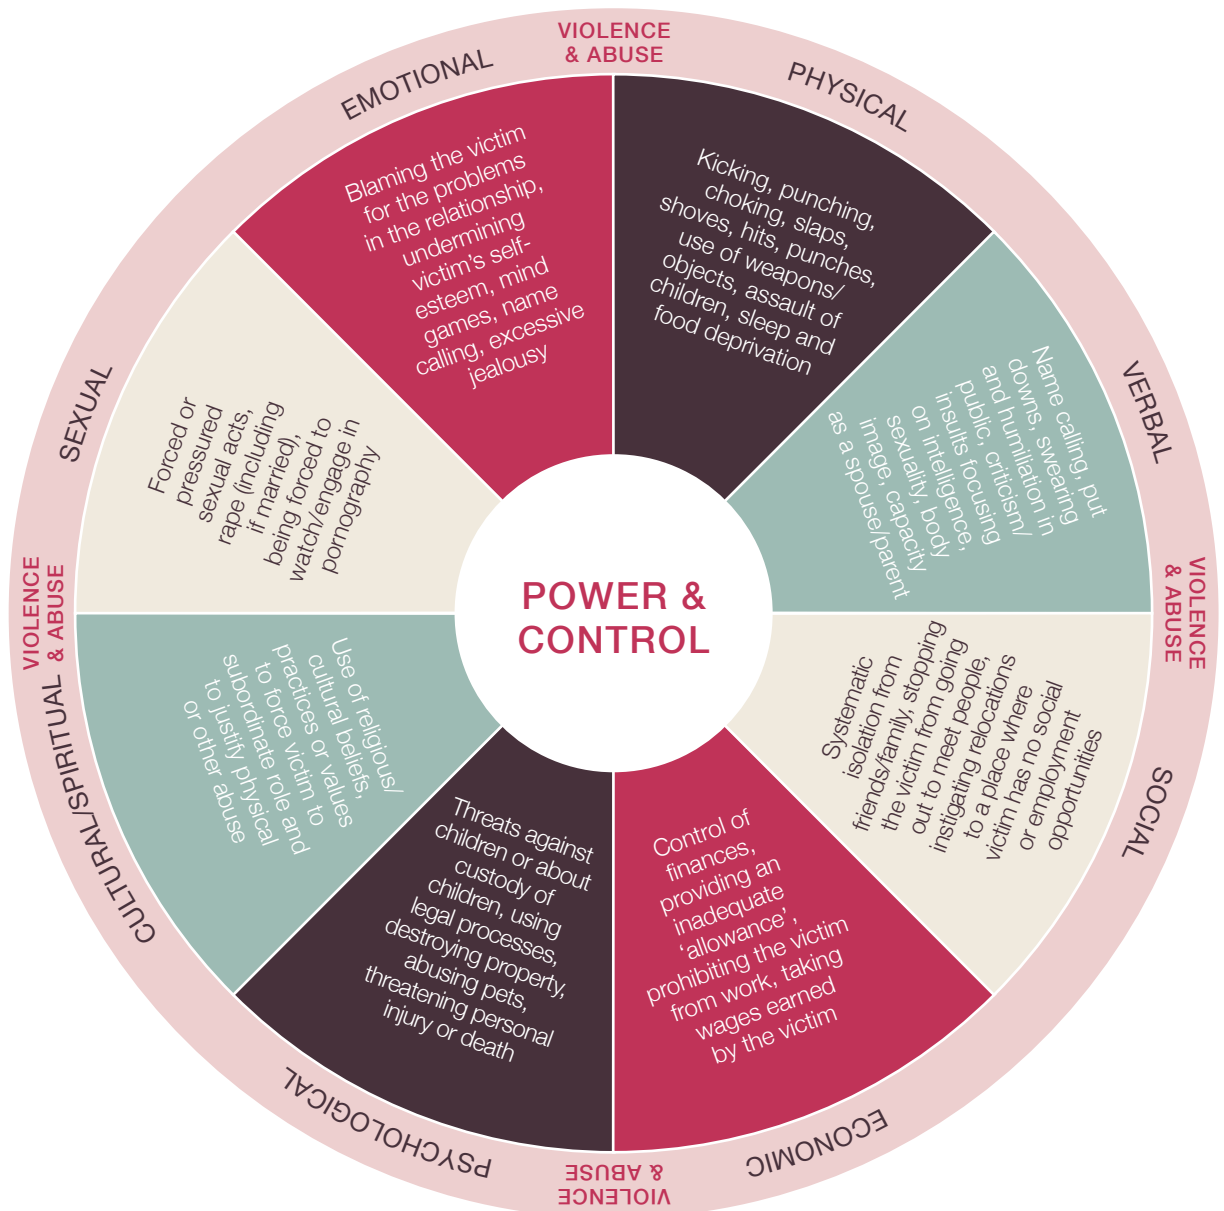 VIOLENCE
& ABUSE
PHYSICAL
Kicking, punching,
choking, slaps,
shoves, hits, punches,
use of weapons/
objects, assault of
children, sleep and
food deprivation
VERBAL
Name calling, put
downs, swearing
and humiliation in
public, criticism/
insults focusing
on intelligence,
sexuality, body
image, capacity
as a spouse/parent
VIOLENCE
& ABUSE
SOCIAL
Systematic
isolation from
friends/family, stopping
the victim from going
out to meet people,
instigating relocations
to a place where
victim has no social
or employment
opportunities
ECONOMIC
Control of
finances,
providing an
inadequate
‘allowance’,
prohibiting the victim
from work, taking
wages earned
by the victim
VIOLENCE
& ABUSE
PSYCHOLOGICAL
Threats against
children or about
custody of
children, using
legal processes,
destroying property,
abusing pets,
threatening personal
injury or death
CULTURAL/SPIRITUAL
Use of religious/
cultural beliefs,
practices or values
to force victim to
subordinate role and
to justify physical
or other abuse
VIOLENCE
& ABUSE
SEXUAL
Forced or
pressured
sexual acts,
rape (including
if married),
being forced to
watch/engage in
pornography
EMOTIONAL
Blaming the victim
for the problems
in the relationship,
undermining
victim’s self-
esteem, mind
games, name
calling, excessive
jealousy
POWER &
CONTROL